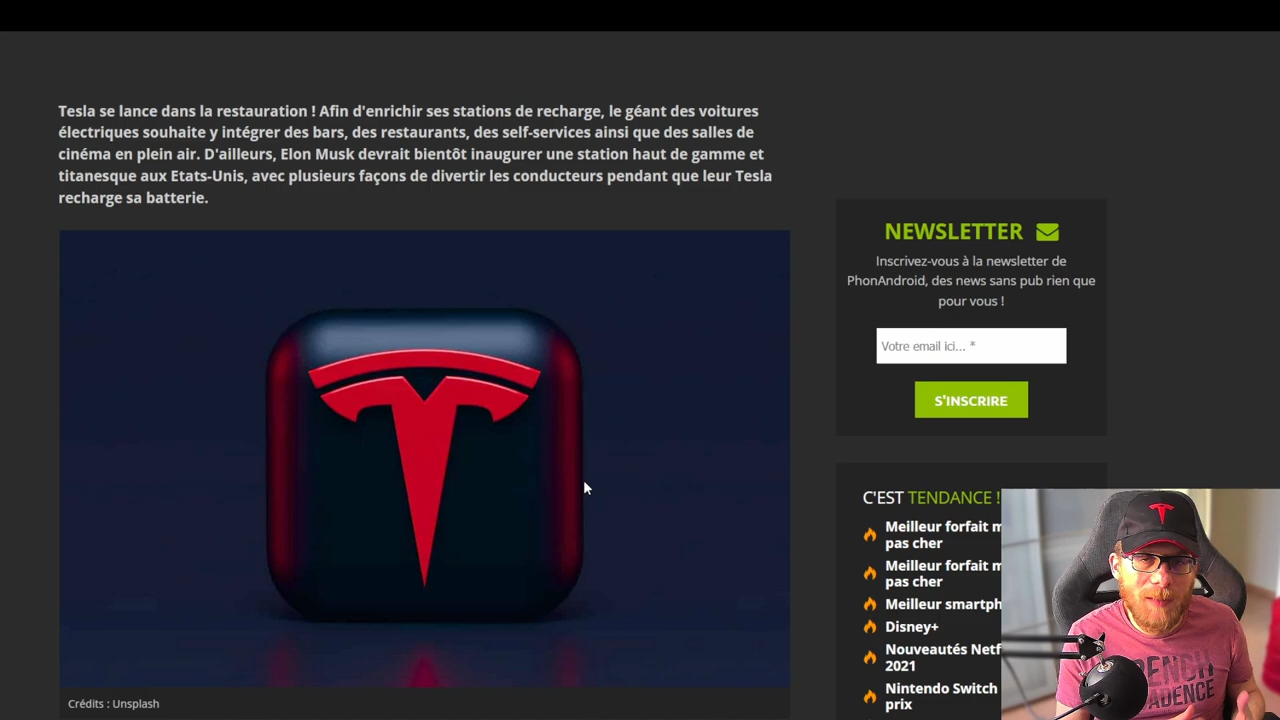 Tesla se lance dans la restauration ! Afin d'enrichir ses stations de recharge, le géant des voitures
électriques souhaite y intégrer des bars, des restaurants, des self-services ainsi que des salles de
cinéma en plein air. D'ailleurs, Elon Musk devrait bientôt inaugurer une station haut de gamme et
titanesque aux Etats-Unis, avec plusieurs façons de divertir les conducteurs pendant que leur Tesla
recharge sa batterie.
Crédits : Unsplash
NEWSLETTER
Inscrivez-vous à la newsletter de
PhonAndroid, des news sans pub rien que
pour vous !
Votre email ici... *
S'INSCRIRE
C'EST TENDANCE !
Meilleur forfait
pas cher
Meilleur forfait
pas cher
Meilleur
Disney+
Nouveautés
2021
Nintendo Switch
prix